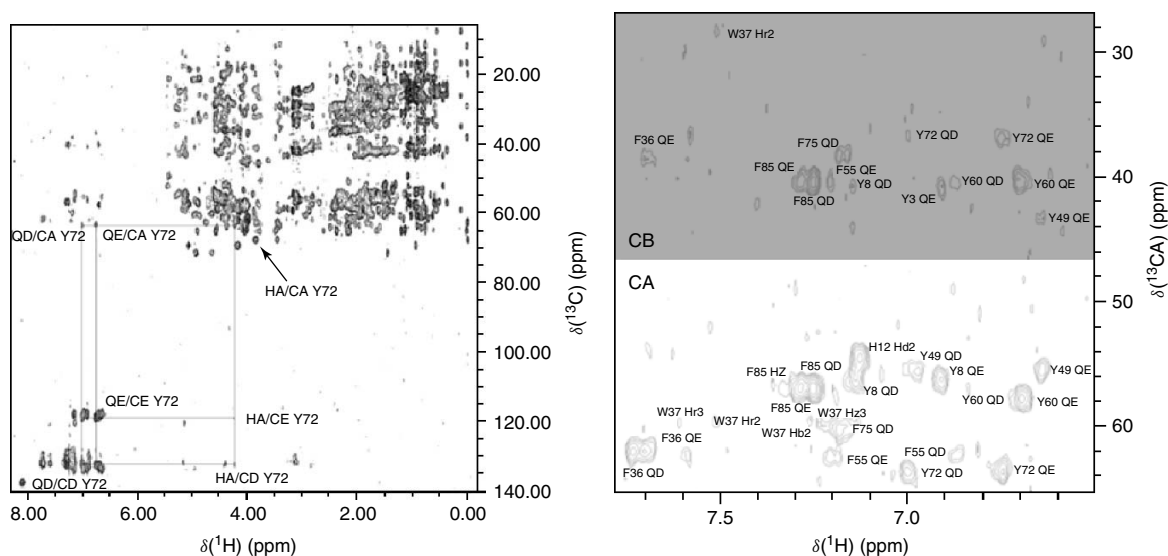 20.00
40.00
60.00
80.00
100.00
120.00
140.00
δ(¹³C) (ppm)
QD/CA Y72
QE/CA Y72
HA/CA Y72
QE/CE Y72
HA/CE Y72
QD/CD Y72
HA/CD Y72
8.00
6.00
4.00
2.00
0.00
δ(¹H) (ppm)
W37 Hr2
F36 QE
F75 QD
Y72 QD
Y72 QE
F85 QE
F55 QE
Y8 QD
Y60 QD
Y60 QE
F85 QD
Y3 QE
Y49 QE
CB
CA
H12 Hd2
F85 HZ
F85 QD
Y49 QD
Y8 QE
Y49 QE
Y8 QD
F85 QE
Y60 QD
Y60 QE
W37 Hr3
W37 Hr2
W37 Hz3
W37 Hb2
F75 QD
F36 QE
F55 QE
F55 QD
F36 QD
Y72 QD
Y72 QE
30
40
50
60
δ(¹³CA) (ppm)
7.5
7.0
δ(¹H) (ppm)